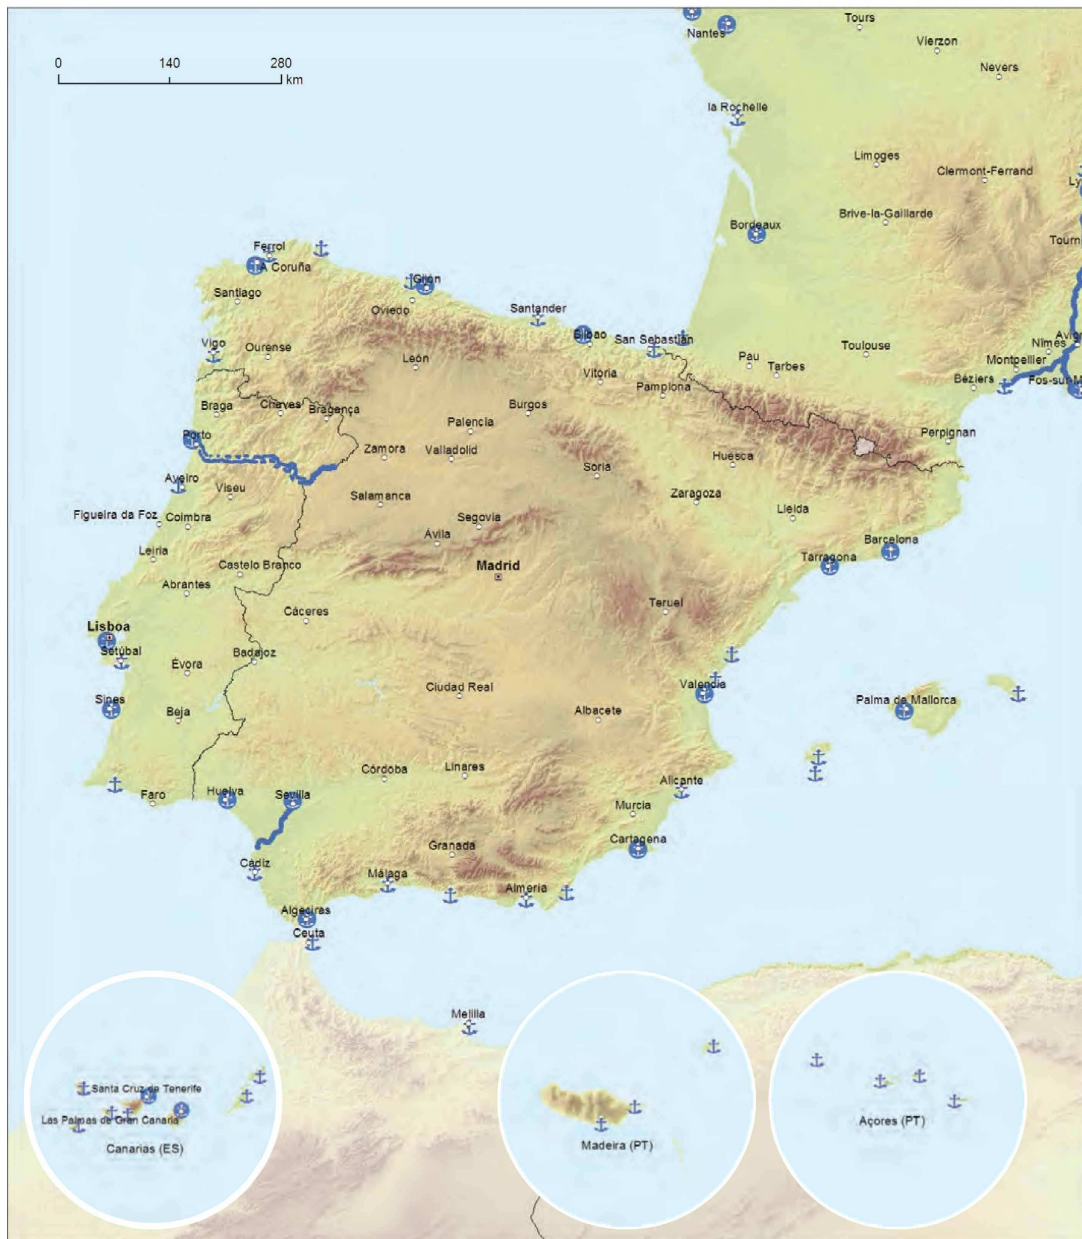 Tours
Nantes
Vierzon
Nevers
0 140 280
km
la Rochelle
Limoges
Clermont-Ferrand
Ly
Brive-la-Gaillarde
Bordeaux
Tourn
Ferrol
A Coruña
Gijón
Santiago
Oviedo
Santander
Bilbao
San Sebastián
Vigo
Ourense
León
Vitoria
Pau
Tarbes
Toulouse
Nîmes
Avig
Montpellier
Béziers
Fos-sur-M
Pamplona
Braga
Chaves
Bragença
Burgos
Palencia
Perpignan
Porto
Zamora
Valladolid
Huesca
Soria
Aveiro
Viseu
Salamanca
Zaragoza
Lleida
Figueira da Foz
Coimbra
Segovia
Ávila
Barcelona
Leiria
Castelo Branco
Madrid
Tarragona
Abrantes
Cáceres
Teruel
Lisboa
Setúbal
Évora
Badajoz
Ciudad Real
Valencia
Palma de Mallorca
Sines
Beja
Albacete
Córdoba
Linares
Alicante
Faro
Huelva
Sevilla
Murcia
Granada
Cartagena
Cádiz
Málaga
Almería
Algeciras
Ceuta
Melilla
Santa Cruz de Tenerife
Las Palmas de Gran Canaria
Canarias (ES)
Madeira (PT)
Açores (PT)